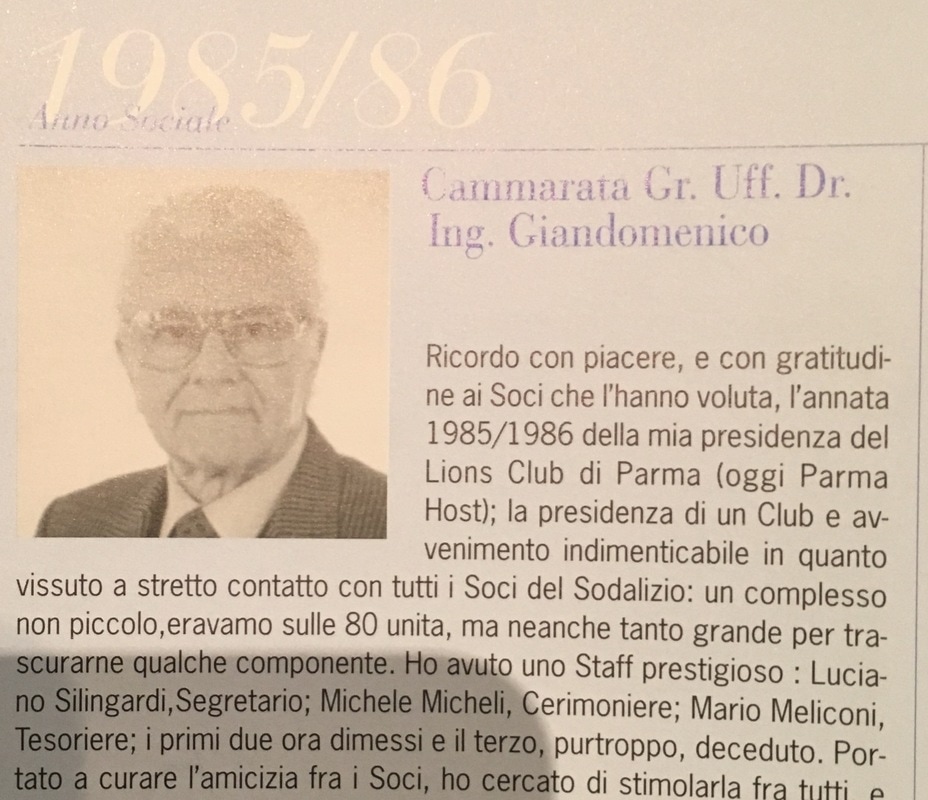 1985/86
Anno Sociale
Cammarata Gr. Uff. Dr.
Ing. Giandomenico
Ricordo con piacere, e con gratitudi-
ne ai Soci che l'hanno voluta, l'annata
1985/1986 della mia presidenza del
Lions Club di Parma (oggi Parma
Host); la presidenza di un Club e av-
venimento indimenticabile in quanto
vissuto a stretto contatto con tutti i Soci del Sodalizio: un complesso
non piccolo,eravamo sulle 80 unita, ma neanche tanto grande per tra-
scurarne qualche componente. Ho avuto uno Staff prestigioso : Lucia-
no Silingardi,Segretario; Michele Micheli, Cerimoniere; Mario Meliconi,
Tesoriere; i primi due ora dimessi e il terzo, purtroppo, deceduto. Por-
tato a curare l'amicizia fra i Soci, ho cercato di stimolarla fra tutti e